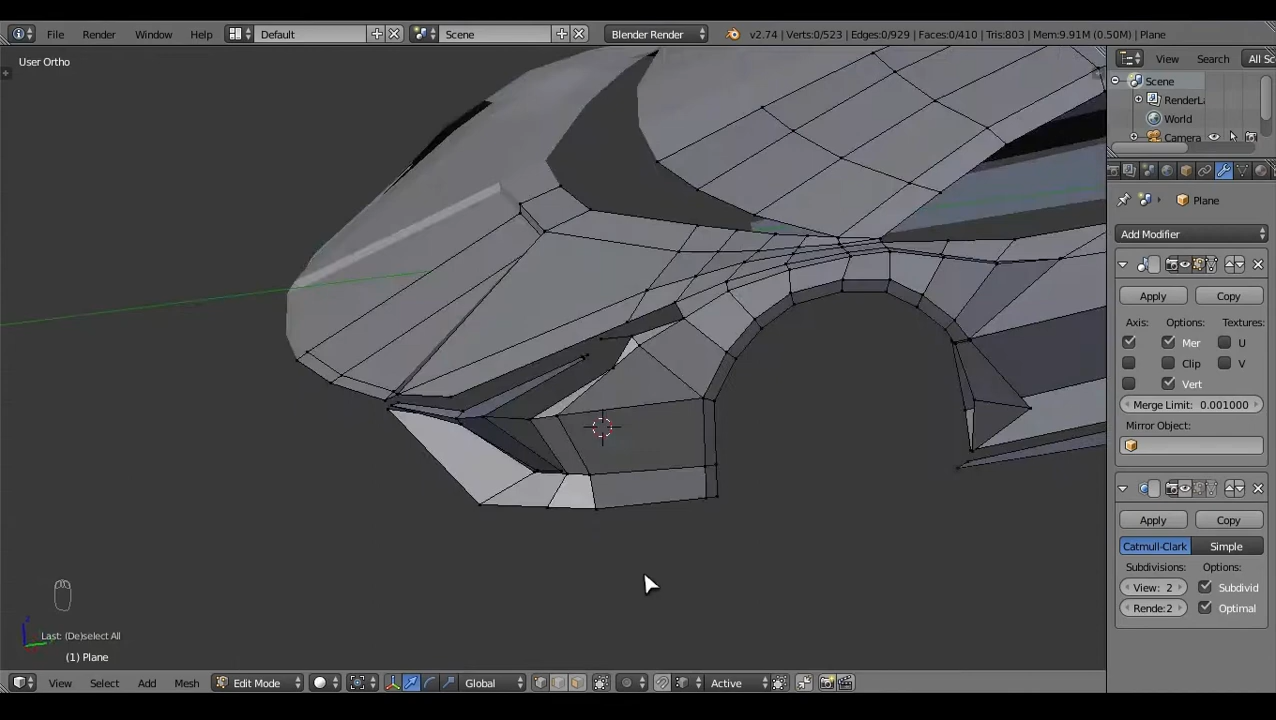 File Render Window Help Default Scene Blender Render v2.74 | Verts:0/523 | Edges:0/929 | Faces:0/410 | Tris:803 | Mem:9.91M (0.50M) | Plane
User Ortho
View Search All Sc
Scene
RenderLa
World
Camera
Plane
Add Modifier
Apply Copy
Axis: Options: Textures:
Mer U
Clip V
Vert
Merge Limit: 0.001000
Mirror Object:
Apply Copy
Catmull-Clark Simple
Subdivisions: Options:
View: 2 Subdivid
Rende:2 Optimal
z
Last: (De)select All
(1) Plane
View Select Add Mesh Edit Mode Global Active